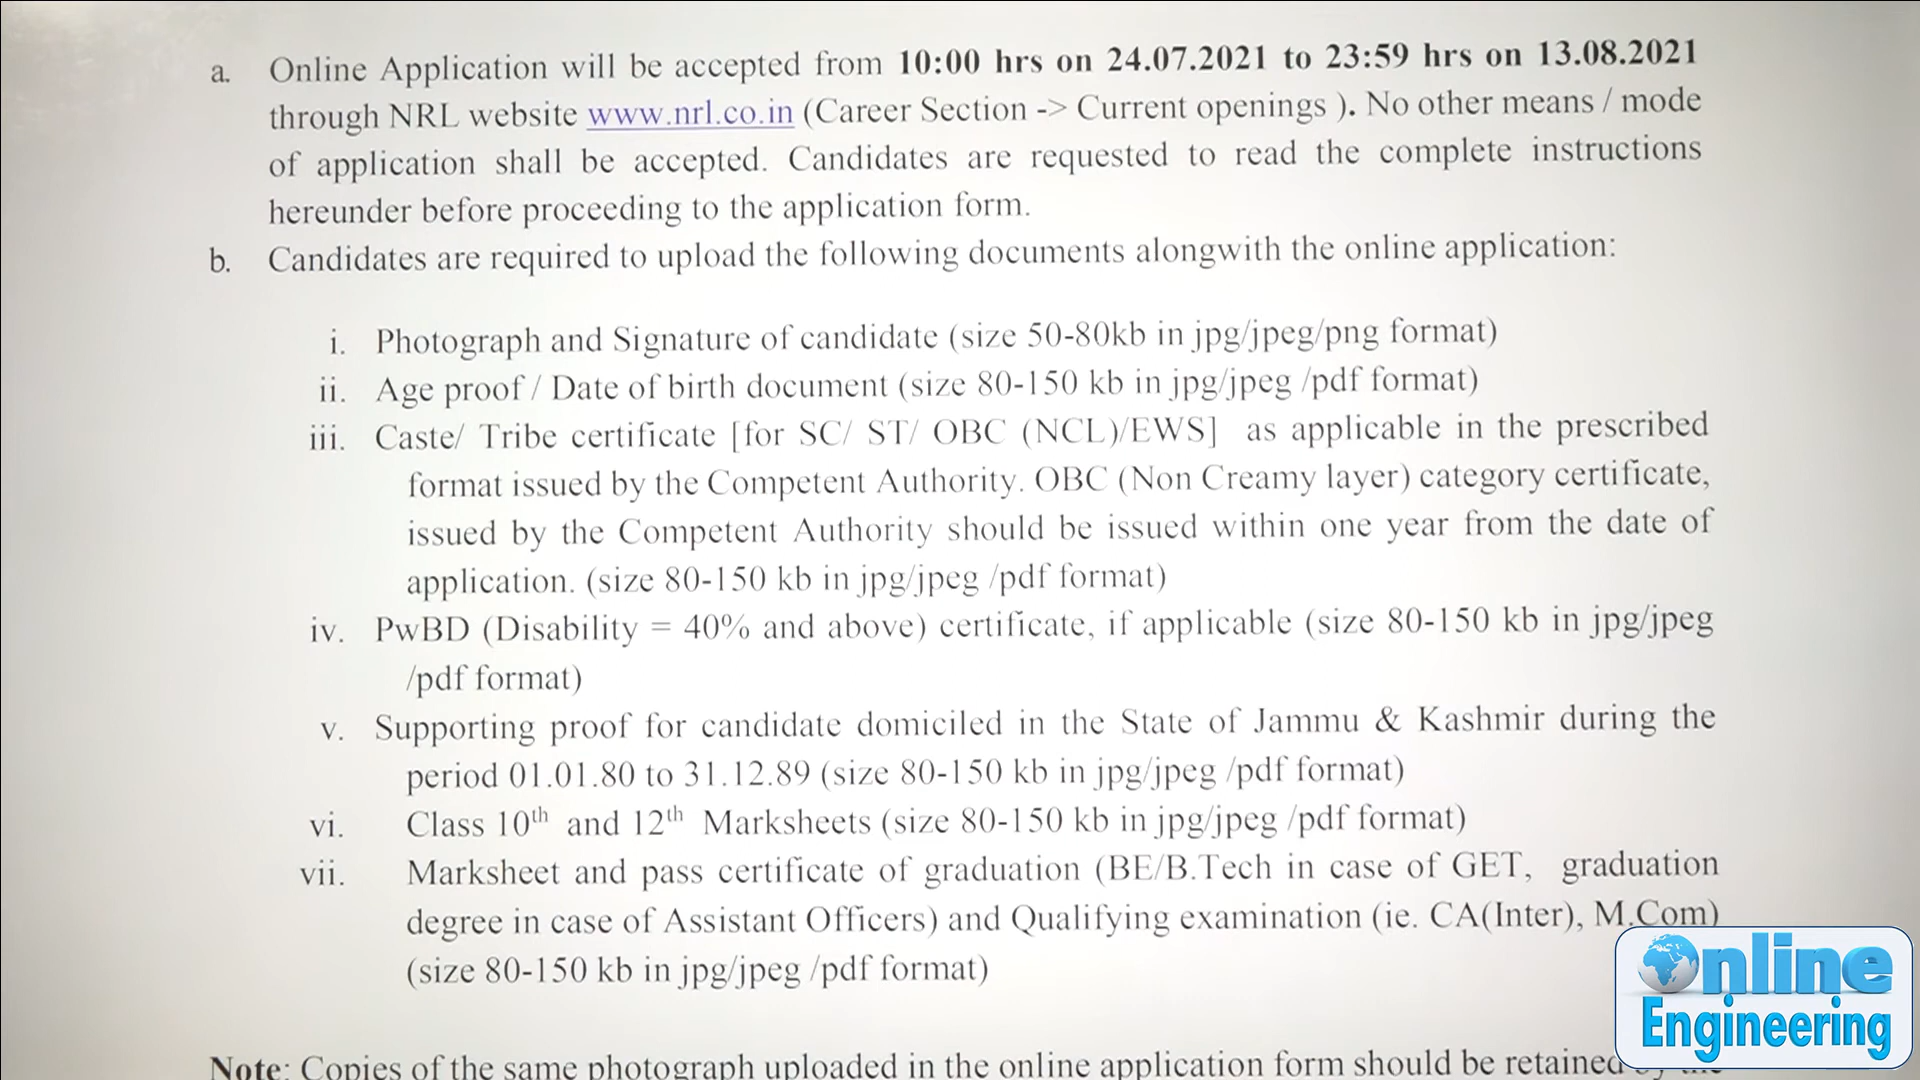 a. Online Application will be accepted from 10:00 hrs on 24.07.2021 to 23:59 hrs on 13.08.2021
through NRL website www.nrl.co.in (Career Section -> Current openings ). No other means / mode
of application shall be accepted. Candidates are requested to read the complete instructions
hereunder before proceeding to the application form.
b. Candidates are required to upload the following documents alongwith the online application:
i. Photograph and Signature of candidate (size 50-80kb in jpg/jpeg/png format)
ii. Age proof / Date of birth document (size 80-150 kb in jpg/jpeg /pdf format)
iii. Caste/ Tribe certificate [for SC/ ST/ OBC (NCL)/EWS] as applicable in the prescribed
format issued by the Competent Authority. OBC (Non Creamy layer) category certificate,
issued by the Competent Authority should be issued within one year from the date of
application. (size 80-150 kb in jpg/jpeg /pdf format)
iv. PwBD (Disability = 40% and above) certificate, if applicable (size 80-150 kb in jpg/jpeg
/pdf format)
v. Supporting proof for candidate domiciled in the State of Jammu & Kashmir during the
period 01.01.80 to 31.12.89 (size 80-150 kb in jpg/jpeg /pdf format)
vi. Class 10th and 12th Marksheets (size 80-150 kb in jpg/jpeg /pdf format)
vii. Marksheet and pass certificate of graduation (BE/B.Tech in case of GET, graduation
degree in case of Assistant Officers) and Qualifying examination (ie. CA(Inter), M.Com)
(size 80-150 kb in jpg/jpeg /pdf format)
Note: Copies of the same photograph uploaded in the online application form should be retained
Online
Engineering